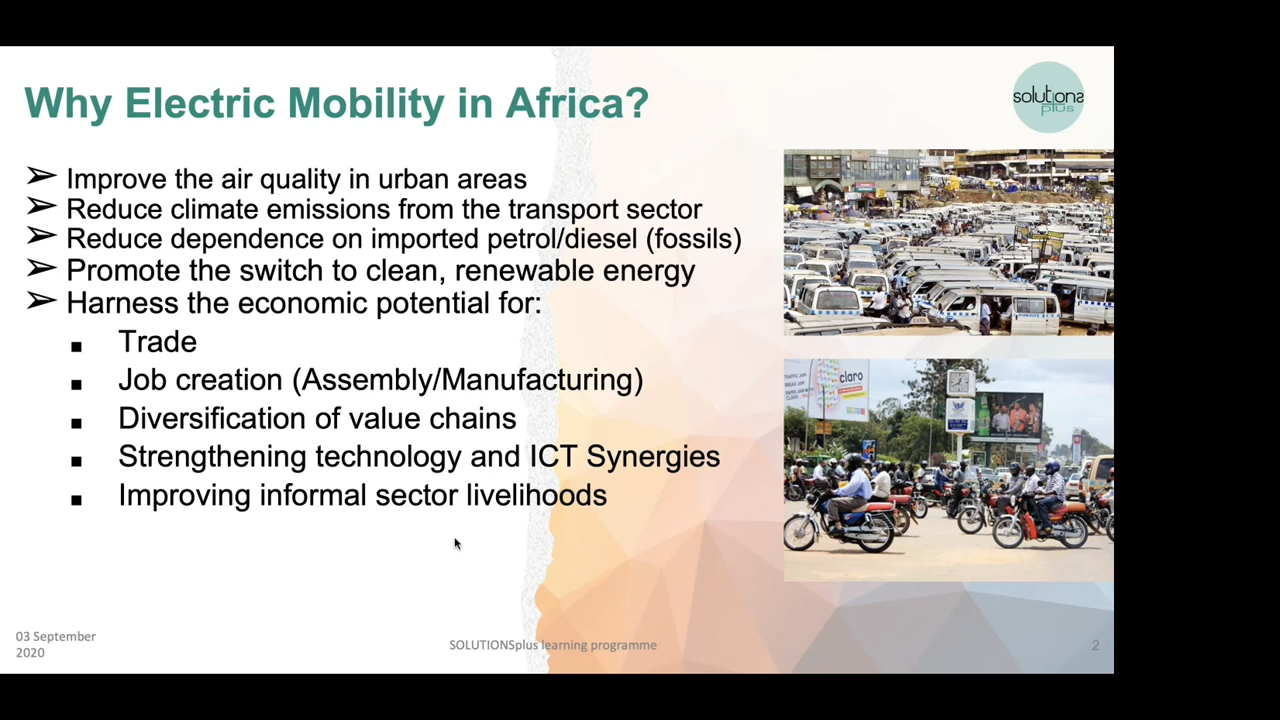 Why Electric Mobility in Africa?
solutions
plus
➢ Improve the air quality in urban areas
➢ Reduce climate emissions from the transport sector
➢ Reduce dependence on imported petrol/diesel (fossils)
➢ Promote the switch to clean, renewable energy
➢ Harness the economic potential for:
▪ Trade
▪ Job creation (Assembly/Manufacturing)
▪ Diversification of value chains
▪ Strengthening technology and ICT Synergies
▪ Improving informal sector livelihoods
claro
03 September
2020
SOLUTIONSplus learning programme
2